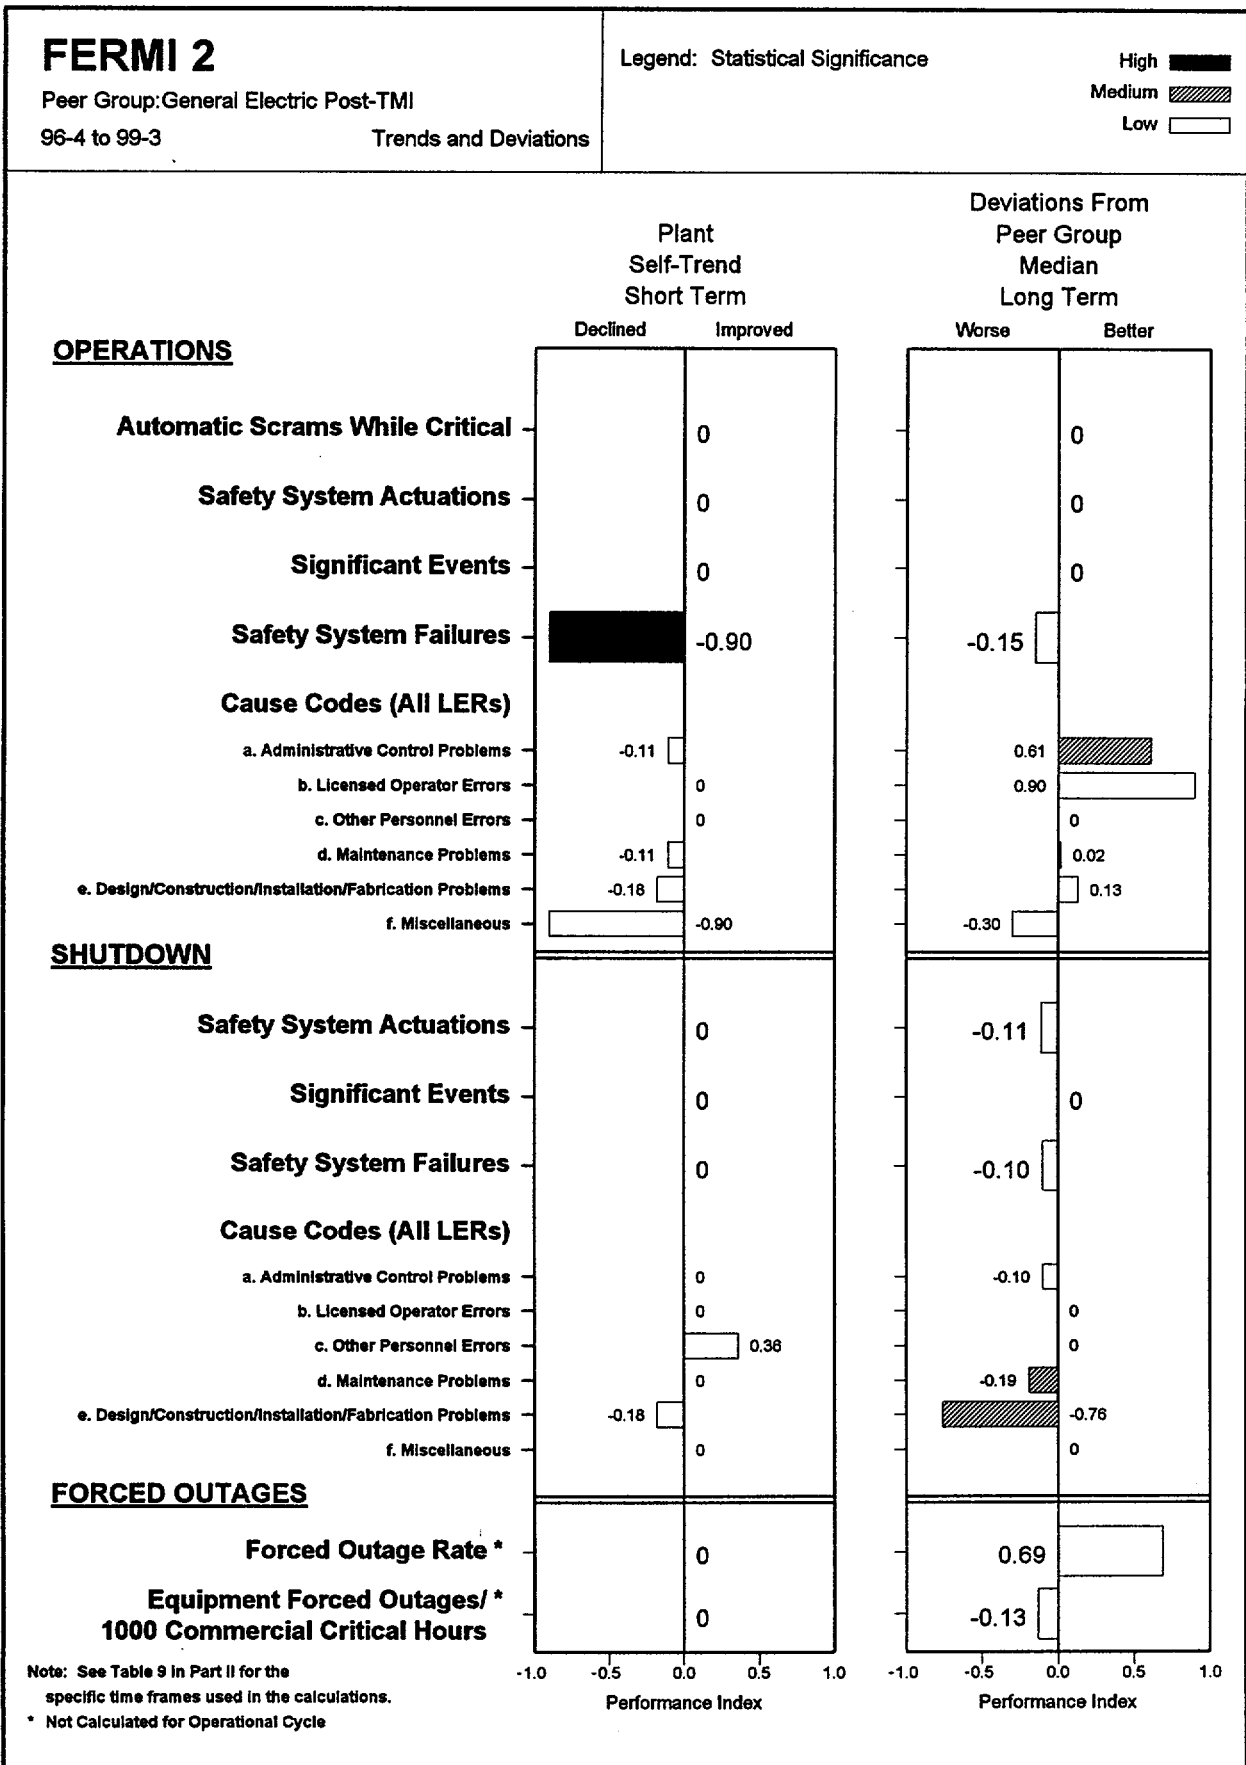 FERMI 2
Peer Group:General Electric Post-TMI
96-4 to 99-3 Trends and Deviations
Legend: Statistical Significance
High
Medium
Low
Plant
Self-Trend
Short Term
Declined Improved
Deviations From
Peer Group
Median
Long Term
Worse Better
OPERATIONS
Automatic Scrams While Critical 0 0
Safety System Actuations 0 0
Significant Events 0 0
Safety System Failures -0.90 -0.15
Cause Codes (All LERs)
a. Administrative Control Problems -0.11 0.61
b. Licensed Operator Errors 0 0.90
c. Other Personnel Errors 0 0
d. Maintenance Problems -0.11 0.02
e. Design/Construction/Installation/Fabrication Problems -0.18 0.13
f. Miscellaneous -0.90 -0.30
SHUTDOWN
Safety System Actuations 0 -0.11
Significant Events 0 0
Safety System Failures 0 -0.10
Cause Codes (All LERs)
a. Administrative Control Problems 0 -0.10
b. Licensed Operator Errors 0 0
c. Other Personnel Errors 0.36 0
d. Maintenance Problems 0 -0.19
e. Design/Construction/Installation/Fabrication Problems -0.18 -0.76
f. Miscellaneous 0 0
FORCED OUTAGES
Forced Outage Rate * 0 0.69
Equipment Forced Outages/ *
1000 Commercial Critical Hours 0 -0.13
-1.0 -0.5 0.0 0.5 1.0 -1.0 -0.5 0.0 0.5 1.0
Performance Index Performance Index
Note: See Table 9 in Part II for the
specific time frames used in the calculations.
* Not Calculated for Operational Cycle